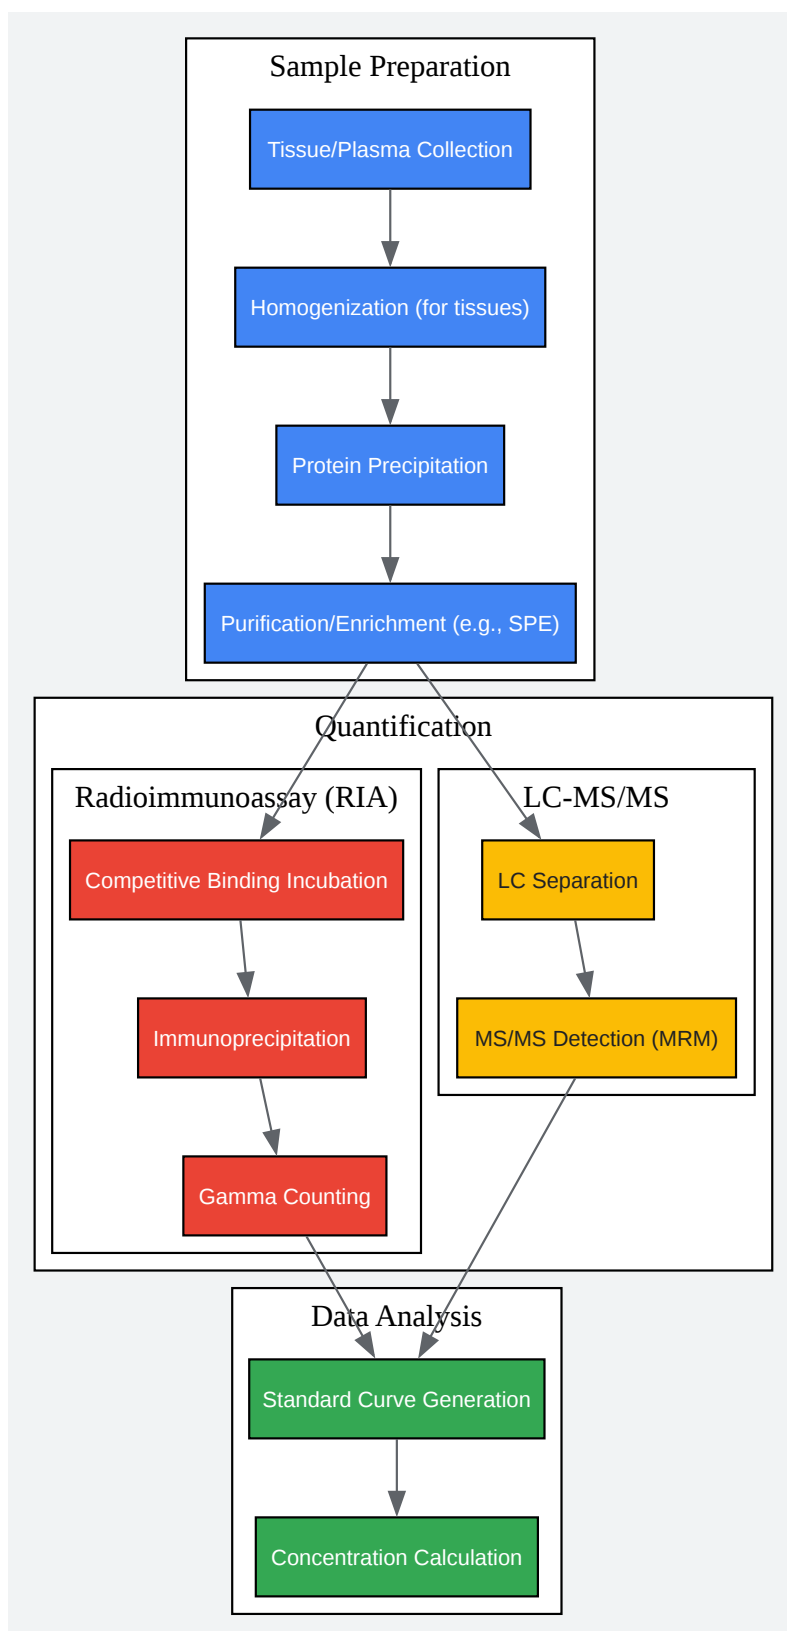 Sample Preparation
Tissue/Plasma Collection
Homogenization (for tissues)
Protein Precipitation
Purification/Enrichment (e.g., SPE)
Quantification
Radioimmunoassay (RIA)
Competitive Binding Incubation
Immunoprecipitation
Gamma Counting
LC-MS/MS
LC Separation
MS/MS Detection (MRM)
Data Analysis
Standard Curve Generation
Concentration Calculation